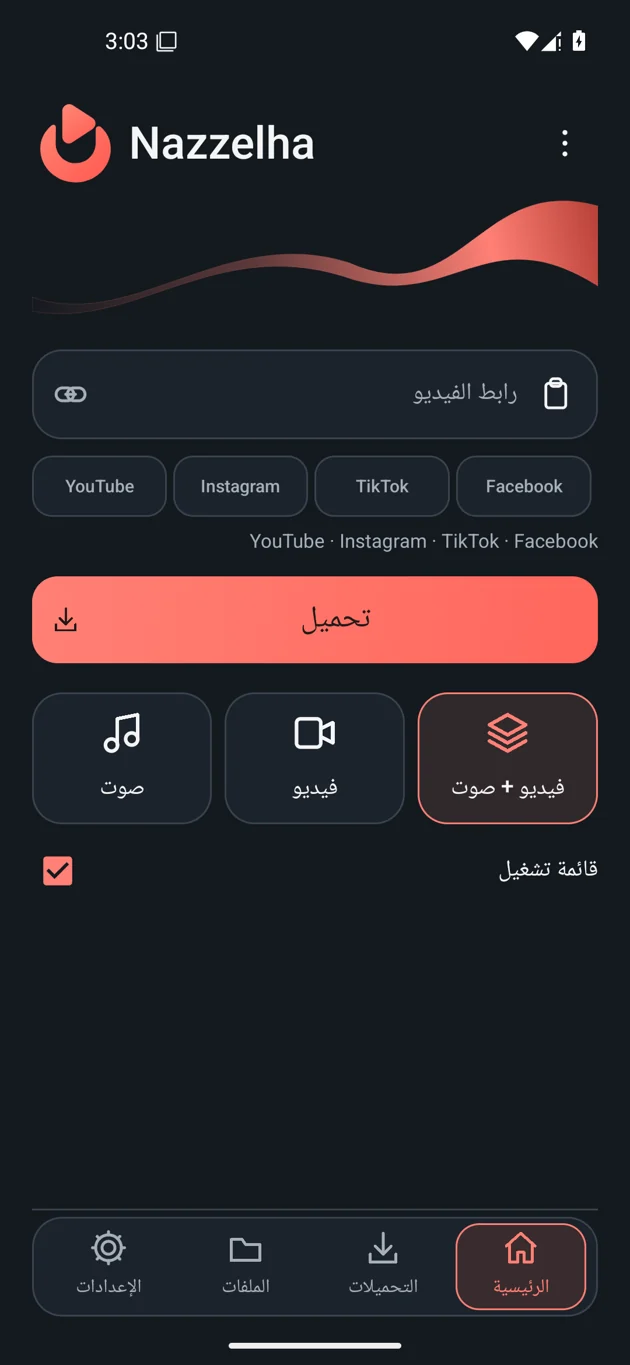 3:03
Nazzelha
رابط الفيديو
YouTube Instagram TikTok Facebook
YouTube · Instagram · TikTok · Facebook
تحميل
فيديو + صوت فيديو صوت
قائمة تشغيل
الرئيسية التحميلات الملفات الإعدادات